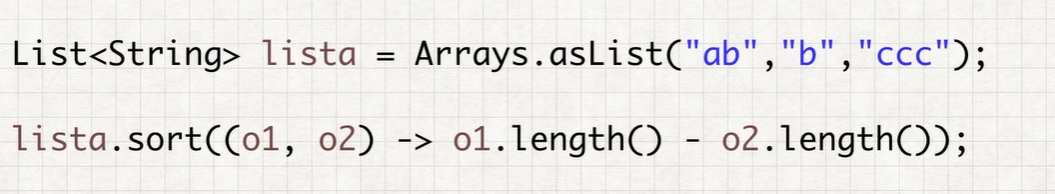 List<String> lista = Arrays.asList("ab","b","ccc");
lista.sort((o1, o2) -> o1.length() - o2.length());